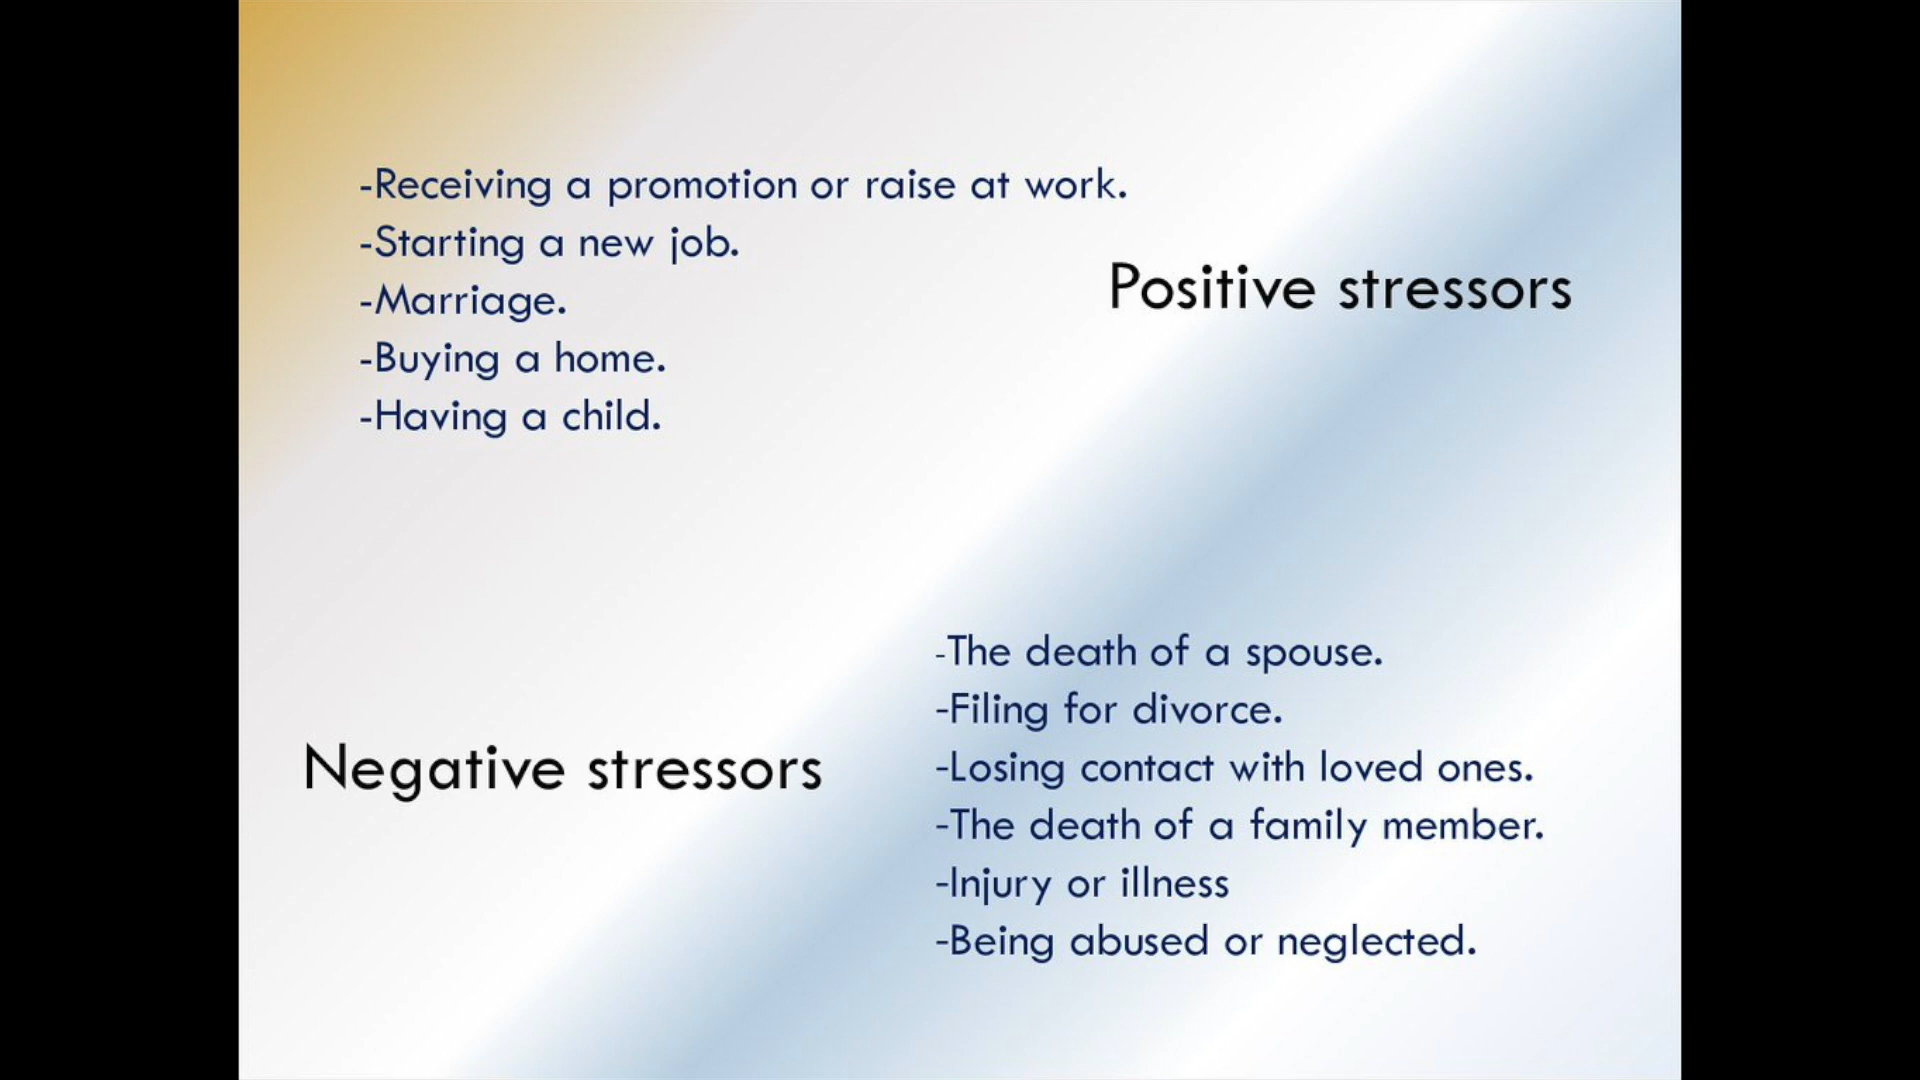 -Receiving a promotion or raise at work.
-Starting a new job.
-Marriage.
-Buying a home.
-Having a child.
Positive stressors
Negative stressors
-The death of a spouse.
-Filing for divorce.
-Losing contact with loved ones.
-The death of a family member.
-Injury or illness
-Being abused or neglected.